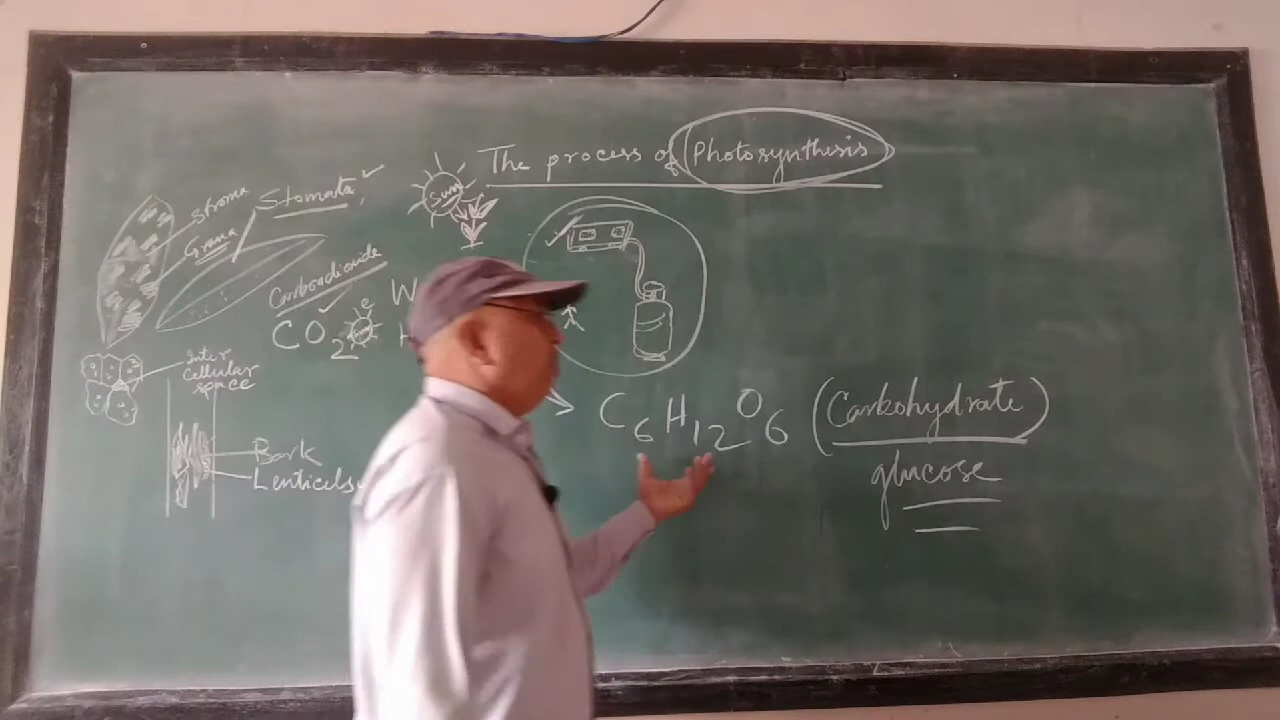 The process of Photosynthesis
Sun
Stroma
Grana
Stomata
Carbondioxide
CO2
W
Inter
Cellular
space
Bark
Lenticels
C6H12O6 (Carbohydrate)
glucose